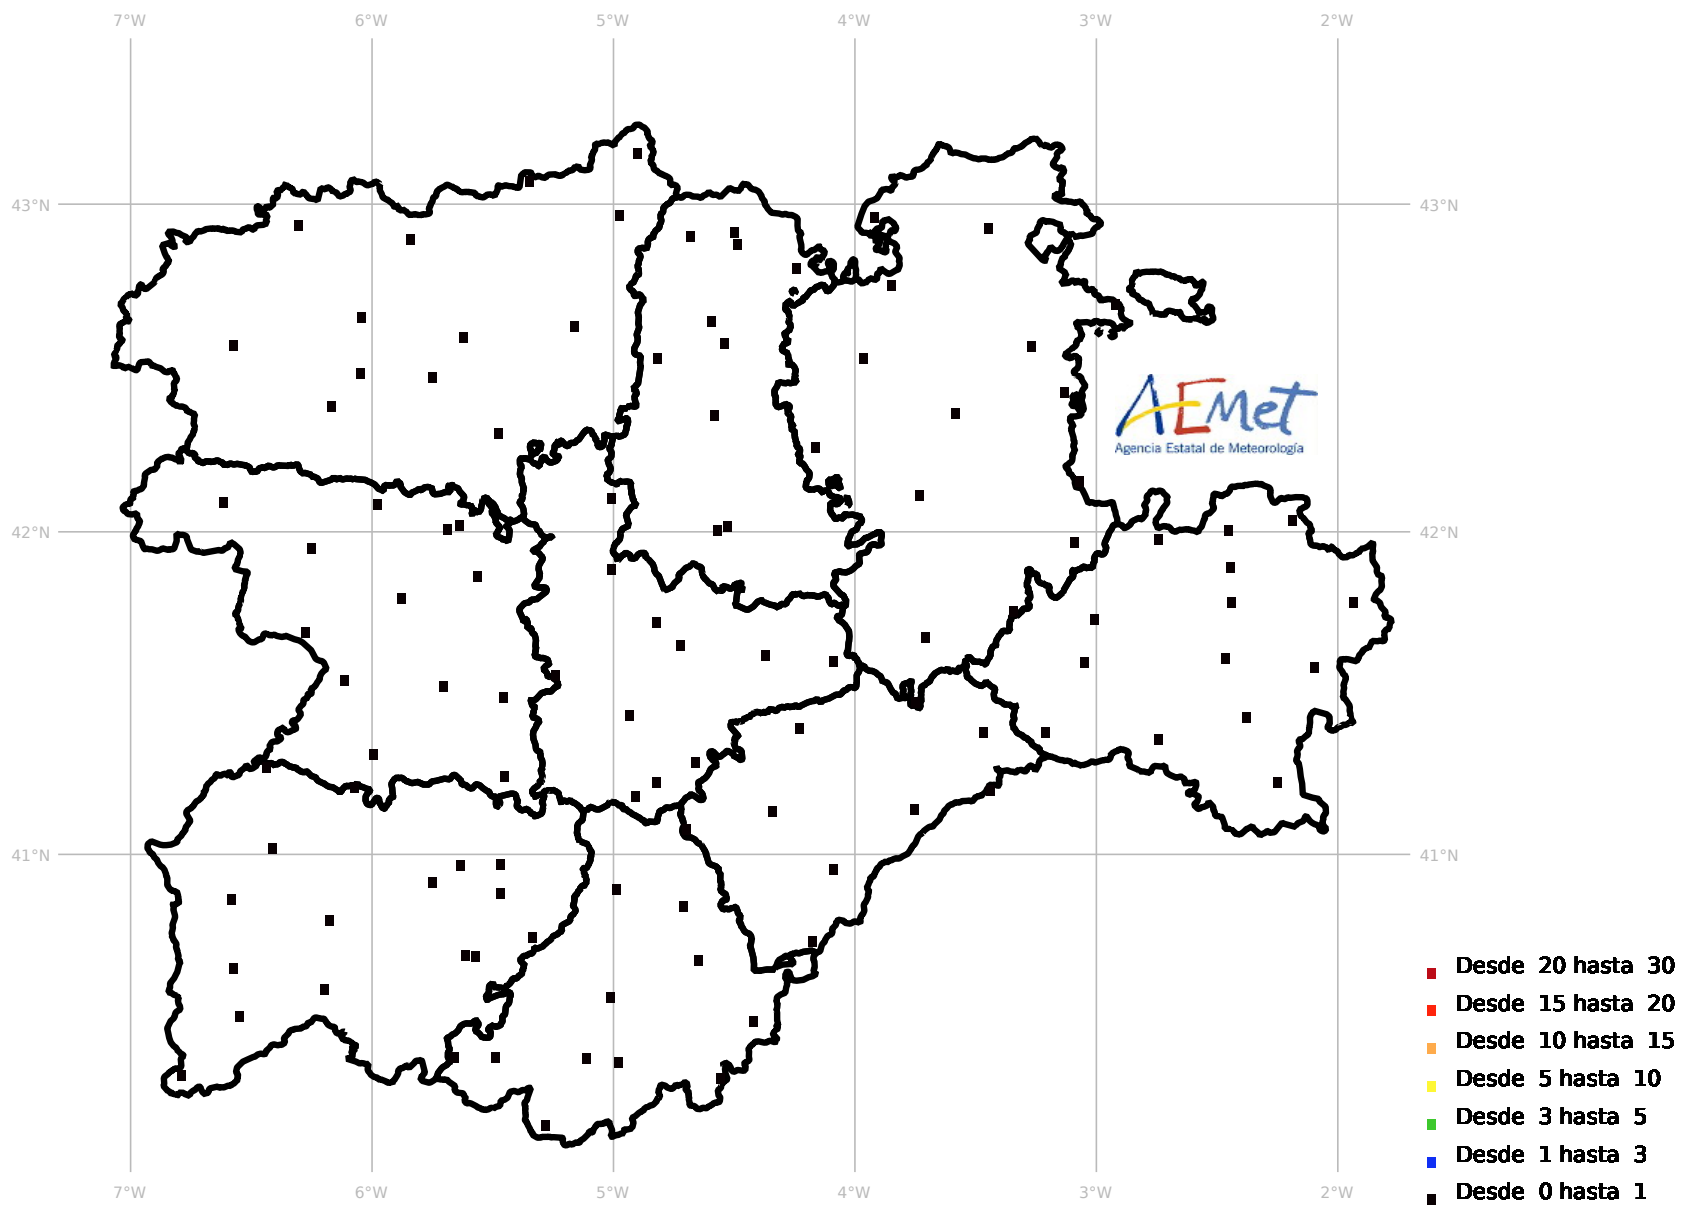 7°W 6°W 5°W 4°W 3°W 2°W
43°N 43°N
AEMet
Agencia Estatal de Meteorología
42°N 42°N
41°N 41°N
Desde 20 hasta 30
Desde 15 hasta 20
Desde 10 hasta 15
Desde 5 hasta 10
Desde 3 hasta 5
Desde 1 hasta 3
Desde 0 hasta 1
7°W 6°W 5°W 4°W 3°W 2°W